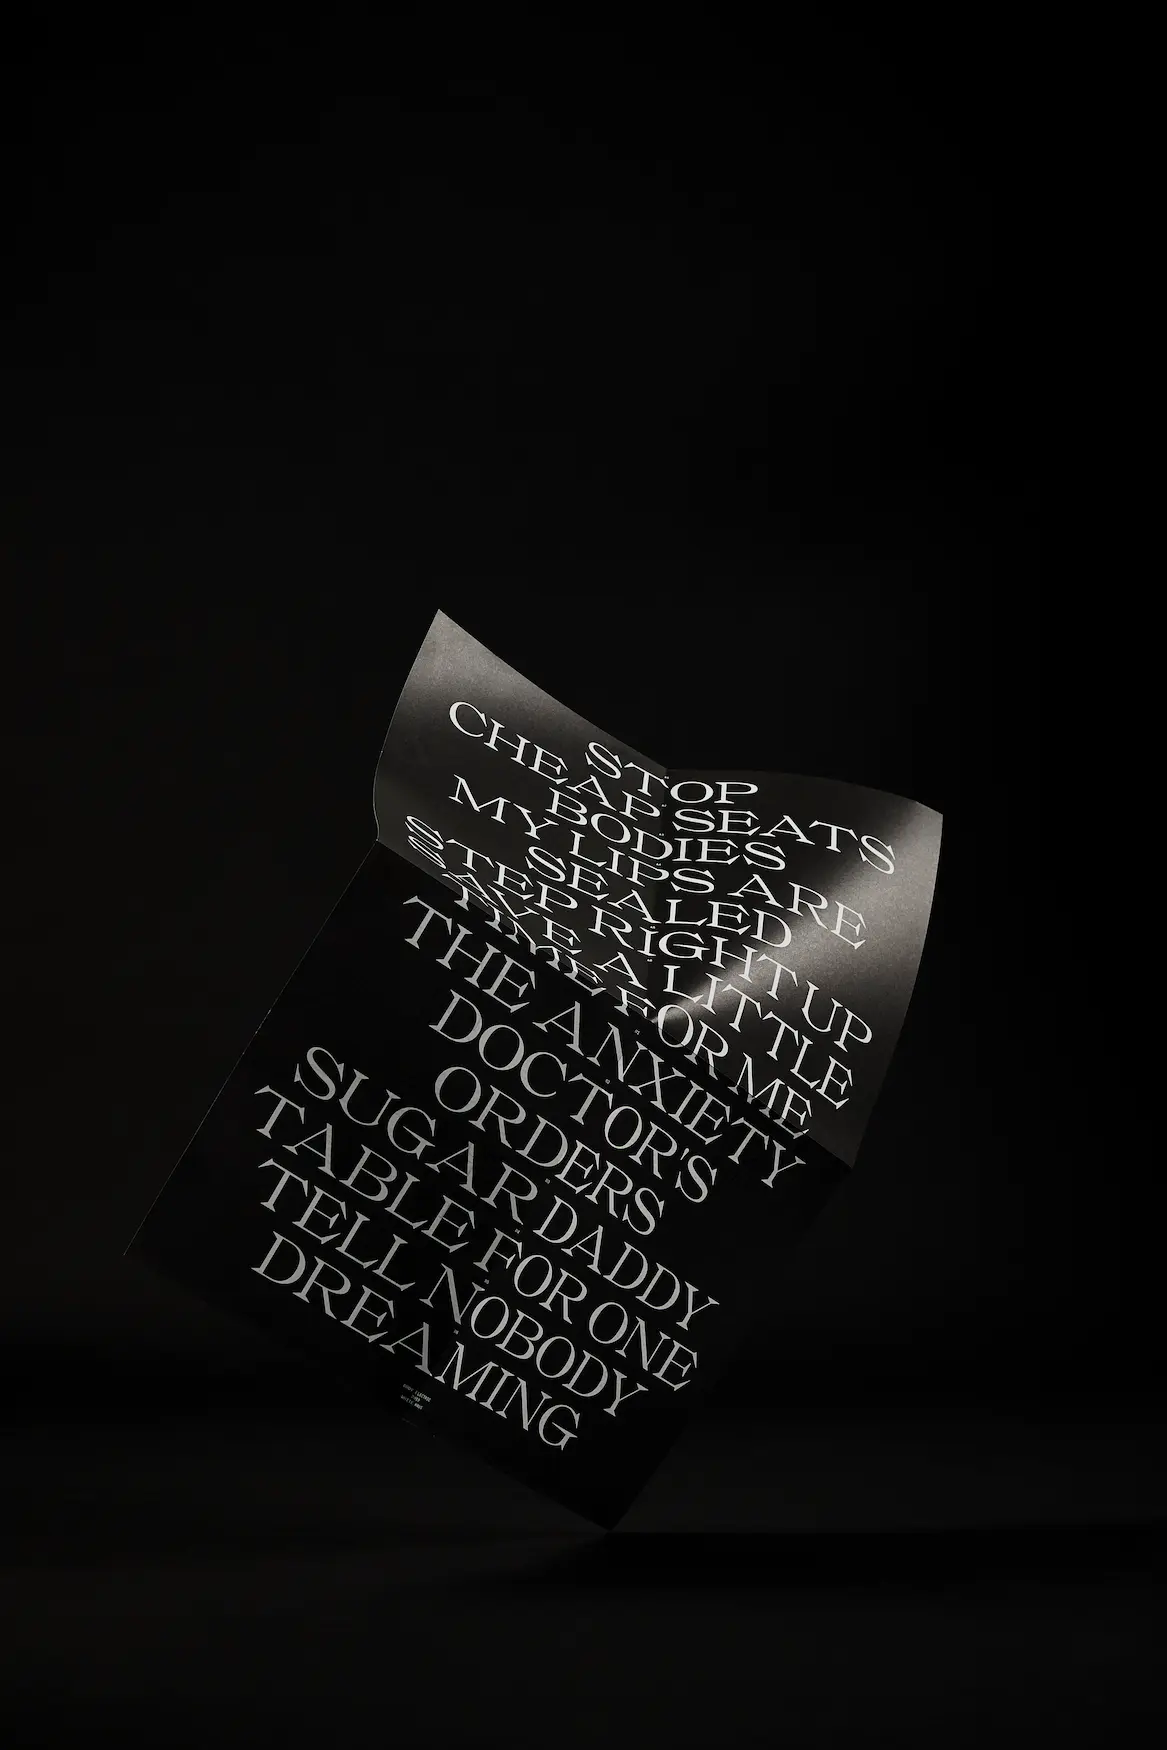 STOP
CHEAP SEATS
BODIES
MY LIPS ARE
SEALED
STEP RIGHT UP
SAVE A LITTLE
TIME FOR ME
THE ANXIETY
DOCTOR'S
ORDERS
SUGAR DADDY
TABLE FOR ONE
TELL NOBODY
DREAMING